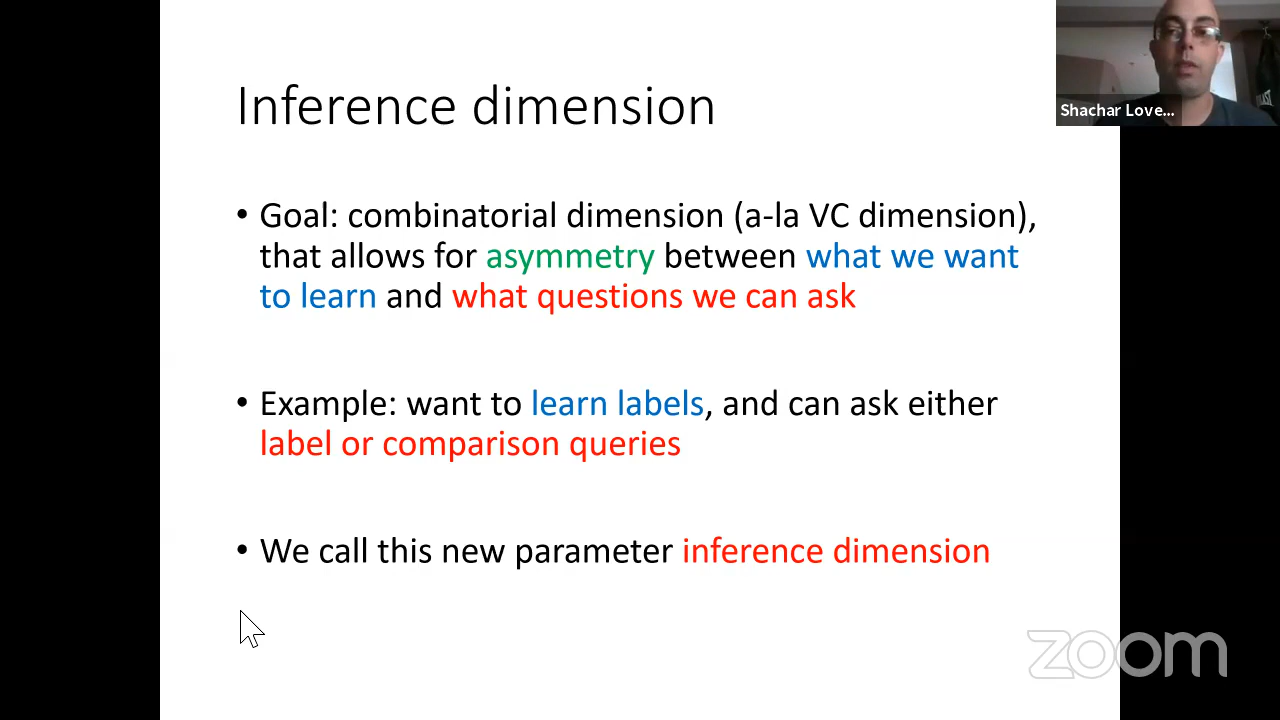 Inference dimension
Shachar Love...
• Goal: combinatorial dimension (a-la VC dimension),
that allows for asymmetry between what we want
to learn and what questions we can ask
• Example: want to learn labels, and can ask either
label or comparison queries
• We call this new parameter inference dimension
zoom